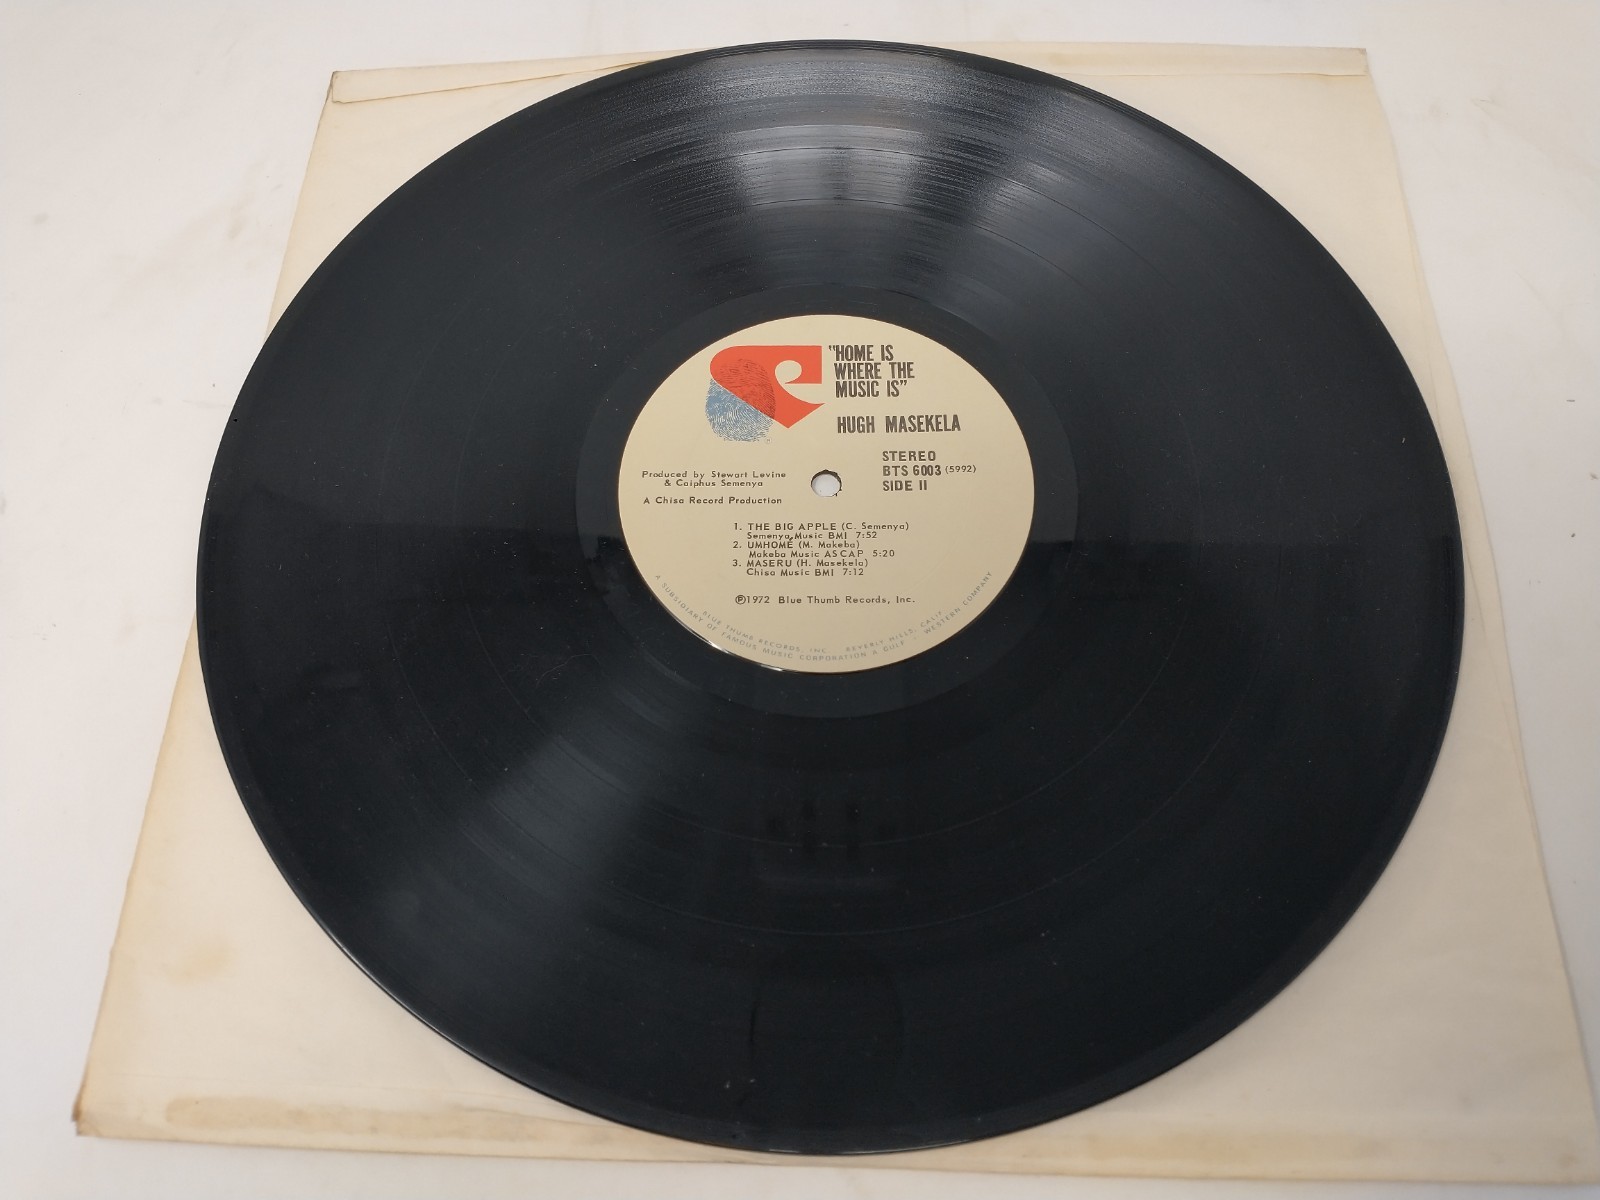 "HOME IS
WHERE THE
MUSIC IS"
HUGH MASEKELA
STEREO
BTS 6003 (5992)
SIDE II
Produced by Stewart Levine
& Caiphus Semenya
A Chisa Record Production
1. THE BIG APPLE (C. Semenya)
Semenya Music BMI 7:52
2. UMHOMÉ (M. Makeba)
Makeba Music ASCAP 5:20
3. MASERU (H. Masekela)
Chisa Music BMI 7:12
℗1972 Blue Thumb Records, Inc.
BLUE THUMB RECORDS, INC. BEVERLY HILLS, CALIF.
A SUBSIDIARY OF FAMOUS MUSIC CORPORATION A GULF + WESTERN COMPANY